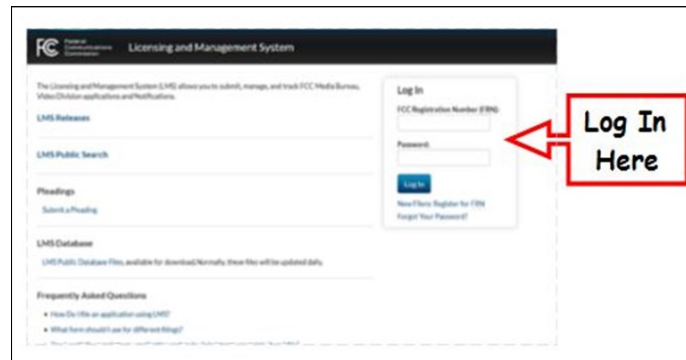 FCC Federal
Communications
Commission
Licensing and Management System
The Licensing and Management System (LMS) allows you to submit, manage, and track FCC Media Bureau,
Video Division applications and Notifications.
LMS Releases
LMS Public Search
Pleadings
Submit a Pleading
LMS Database
LMS Public Database Files, available for download. Normally, these files will be updated daily.
Frequently Asked Questions
• How Do I file an application using LMS?
• What form should I use for different filings?
Log In
FCC Registration Number (FRN):
Password:
Log In
New Filers: Register for FRN
Forgot Your Password?
Log In
Here